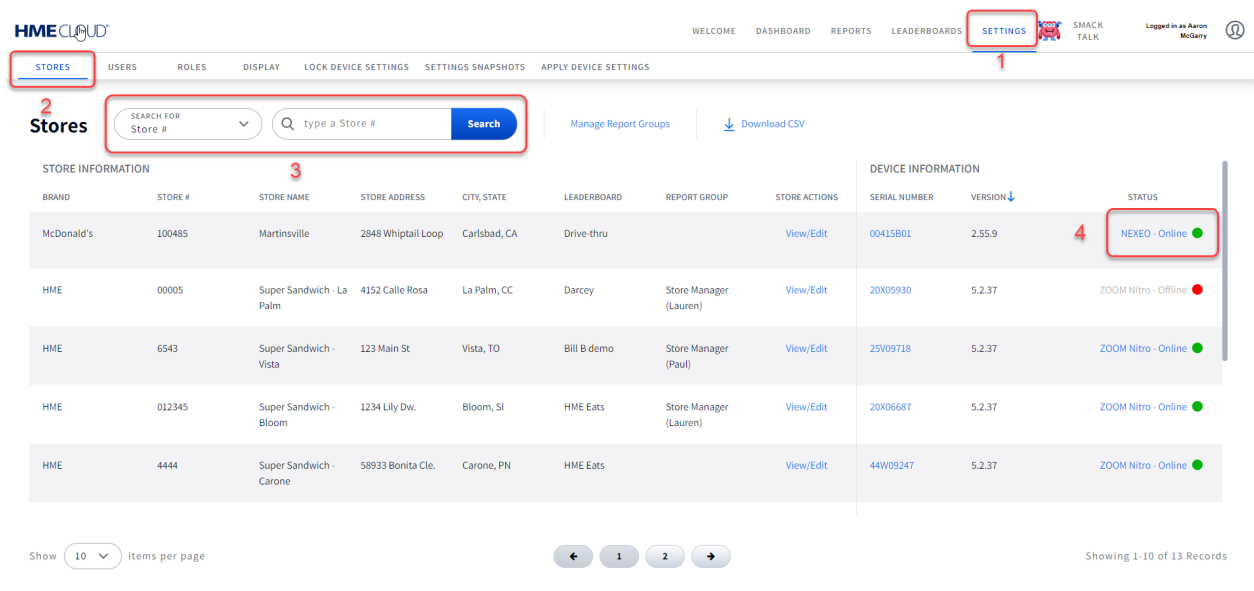 HMECLOUD
WELCOME DASHBOARD REPORTS LEADERBOARDS SETTINGS SMACK TALK Logged in as Aaron McGarry
1
STORES USERS ROLES DISPLAY LOCK DEVICE SETTINGS SETTINGS SNAPSHOTS APPLY DEVICE SETTINGS
2
Stores
SEARCH FOR
Store #
type a Store # Search Manage Report Groups Download CSV
3
STORE INFORMATION DEVICE INFORMATION
BRAND STORE # STORE NAME STORE ADDRESS CITY, STATE LEADERBOARD REPORT GROUP STORE ACTIONS SERIAL NUMBER VERSION STATUS
McDonald's 100485 Martinsville 2848 Whiptail Loop Carlsbad, CA Drive-thru View/Edit 00415B01 2.55.9 4 NEXEO - Online
HME 00005 Super Sandwich - La Palm 4152 Calle Rosa La Palm, CC Darcey Store Manager (Lauren) View/Edit 20X05930 5.2.37 ZOOM Nitro - Offline
HME 6543 Super Sandwich - Vista 123 Main St Vista, TO Bill B demo Store Manager (Paul) View/Edit 25V09718 5.2.37 ZOOM Nitro - Online
HME 012345 Super Sandwich - Bloom 1234 Lily Dw. Bloom, SI HME Eats Store Manager (Lauren) View/Edit 20X06687 5.2.37 ZOOM Nitro - Online
HME 4444 Super Sandwich - Carone 58933 Bonita Cle. Carone, PN HME Eats View/Edit 44W09247 5.2.37 ZOOM Nitro - Online
Show 10 items per page 1 2 Showing 1-10 of 13 Records